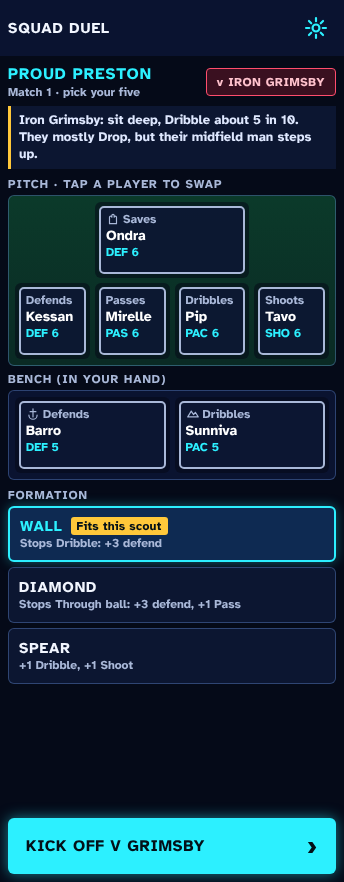 SQUAD DUEL
PROUD PRESTON
Match 1 · pick your five
v IRON GRIMSBY
Iron Grimsby: sit deep, Dribble about 5 in 10.
They mostly Drop, but their midfield man steps
up.
PITCH · TAP A PLAYER TO SWAP
Saves
Ondra
DEF 6
Defends
Kessan
DEF 6
Passes
Mirelle
PAS 6
Dribbles
Pip
PAC 6
Shoots
Tavo
SHO 6
BENCH (IN YOUR HAND)
Defends
Barro
DEF 5
Dribbles
Sunniva
PAC 5
FORMATION
WALL Fits this scout
Stops Dribble: +3 defend
DIAMOND
Stops Through ball: +3 defend, +1 Pass
SPEAR
+1 Dribble, +1 Shoot
KICK OFF V GRIMSBY ›